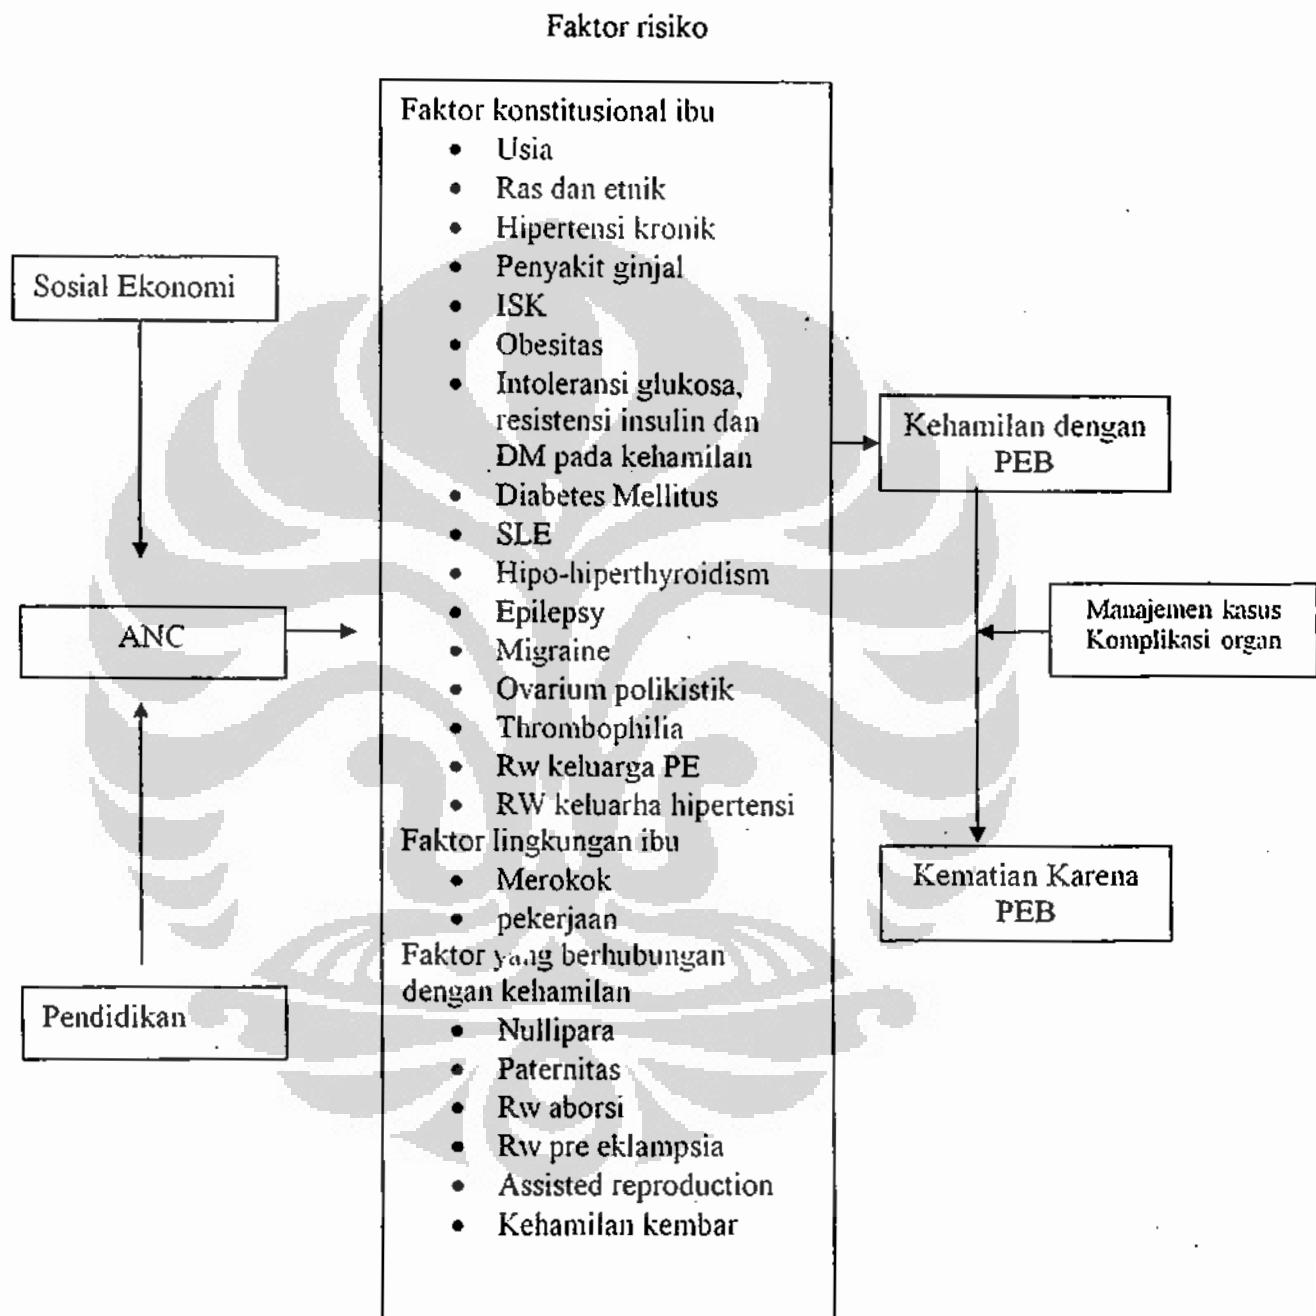 Faktor risiko
Faktor konstitusional ibu
• Usia
• Ras dan etnik
• Hipertensi kronik
• Penyakit ginjal
• ISK
• Obesitas
• Intoleransi glukosa,
resistensi insulin dan
DM pada kehamilan
• Diabetes Mellitus
• SLE
• Hipo-hiperthyroidism
• Epilepsy
• Migraine
• Ovarium polikistik
• Thrombophilia
• Rw keluarga PE
• RW keluarha hipertensi
Faktor lingkungan ibu
• Merokok
• pekerjaan
Faktor yang berhubungan
dengan kehamilan
• Nullipara
• Paternitas
• Rw aborsi
• Rw pre eklampsia
• Assisted reproduction
• Kehamilan kembar
Sosial Ekonomi
ANC
Pendidikan
Kehamilan dengan
PEB
Manajemen kasus
Komplikasi organ
Kematian Karena
PEB